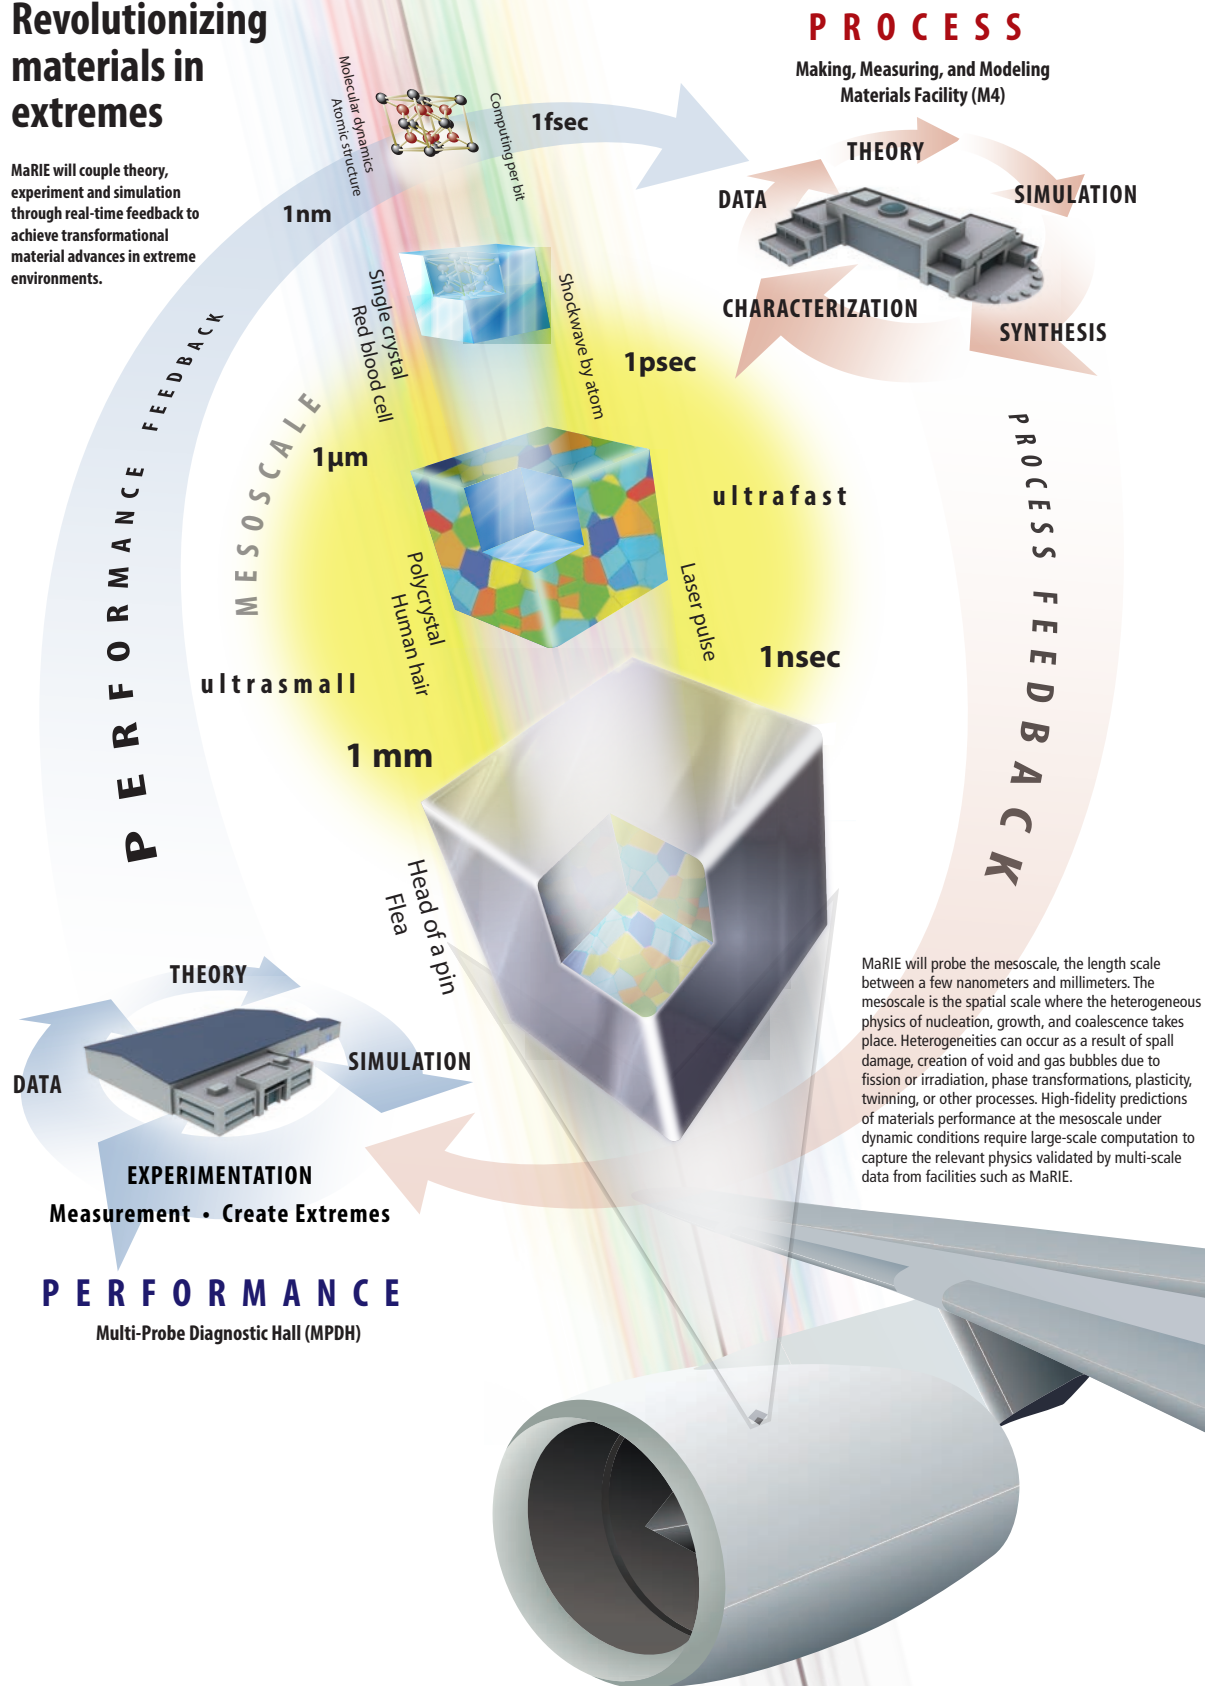 Revolutionizing
materials in
extremes
MaRIE will couple theory,
experiment and simulation
through real-time feedback to
achieve transformational
material advances in extreme
environments.
PROCESS
Making, Measuring, and Modeling
Materials Facility (M4)
THEORY
DATA
SIMULATION
CHARACTERIZATION
SYNTHESIS
Molecular dynamics
Atomic structure
Computing per bit
1fsec
1nm
Single crystal
Red blood cell
Shockwave by atom
1psec
PERFORMANCE FEEDBACK
MESOSCALE
1µm
ultrafast
PROCESS FEEDBACK
Polycrystal
Human hair
Laser pulse
1nsec
ultrasmall
1 mm
Head of a pin
Flea
THEORY
DATA
SIMULATION
EXPERIMENTATION
Measurement • Create Extremes
PERFORMANCE
Multi-Probe Diagnostic Hall (MPDH)
MaRIE will probe the mesoscale, the length scale
between a few nanometers and millimeters. The
mesoscale is the spatial scale where the heterogeneous
physics of nucleation, growth, and coalescence takes
place. Heterogeneities can occur as a result of spall
damage, creation of void and gas bubbles due to
fission or irradiation, phase transformations, plasticity,
twinning, or other processes. High-fidelity predictions
of materials performance at the mesoscale under
dynamic conditions require large-scale computation to
capture the relevant physics validated by multi-scale
data from facilities such as MaRIE.